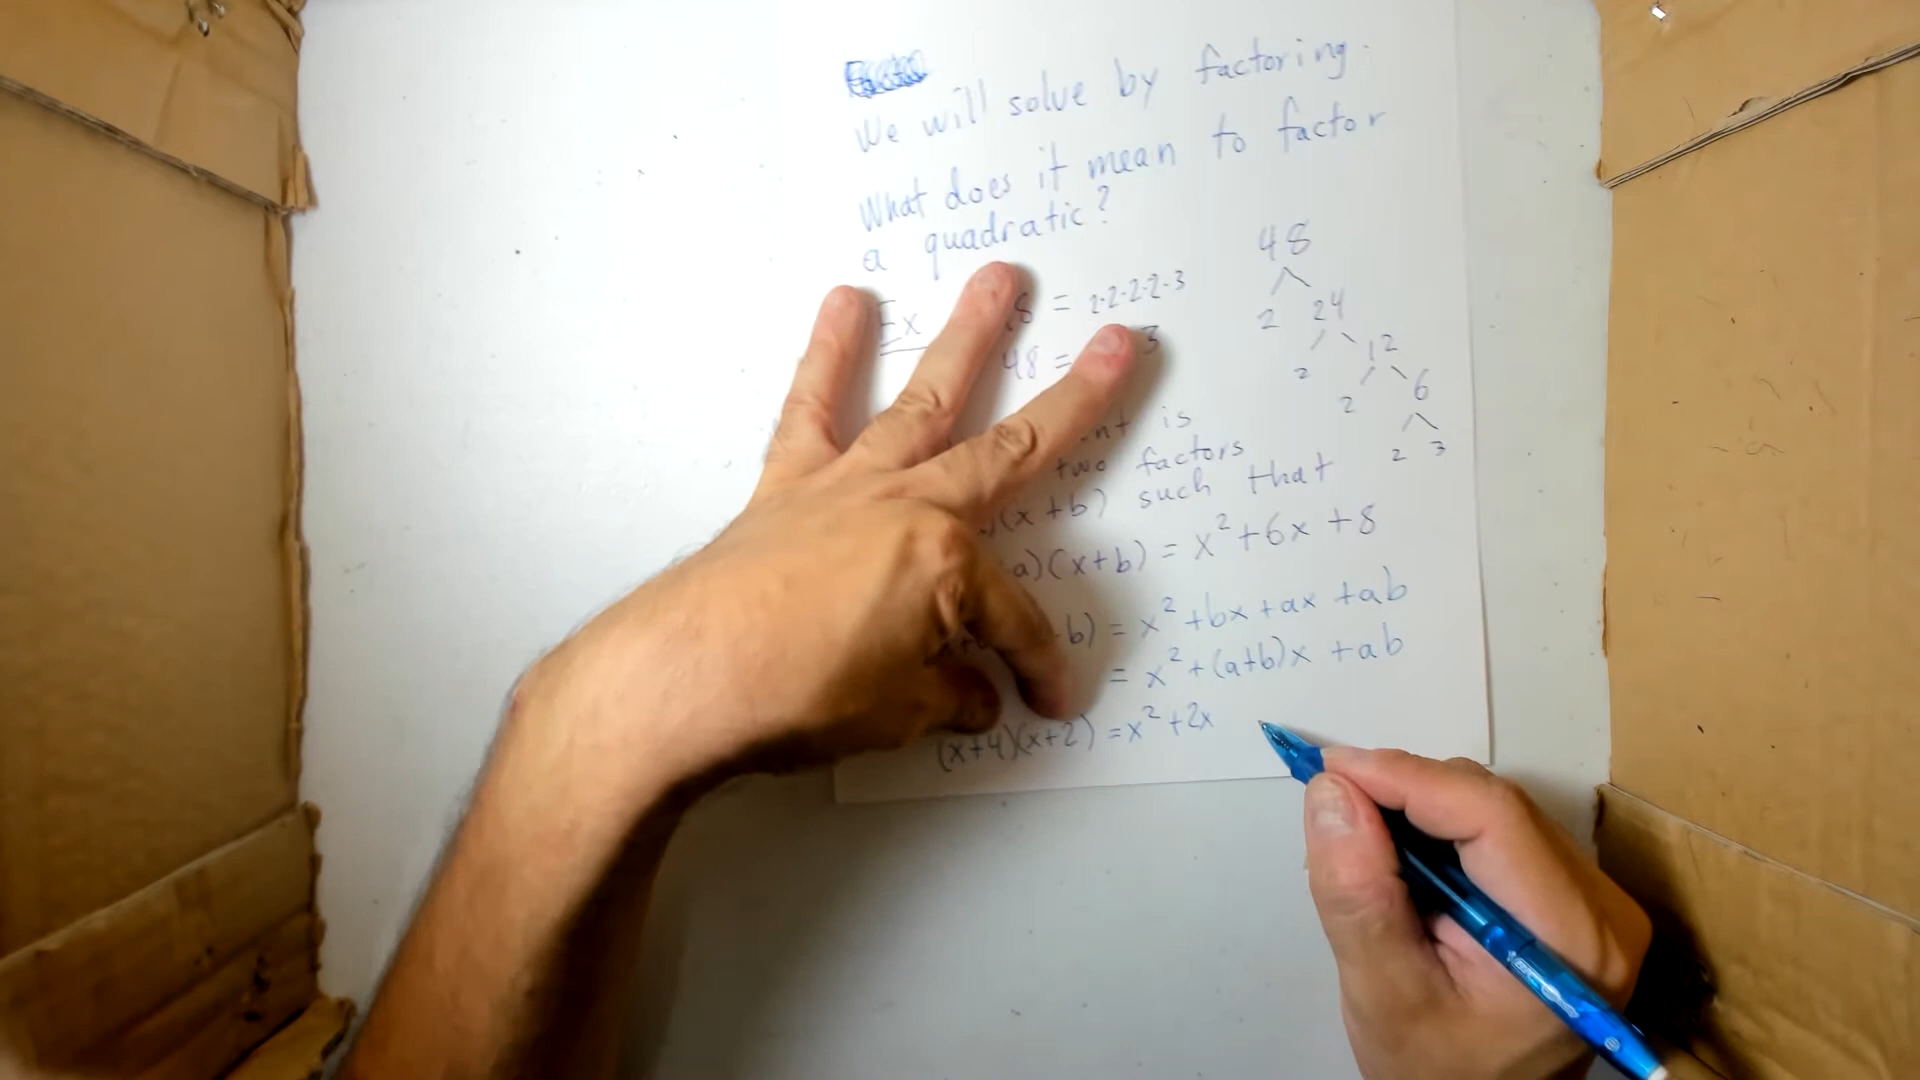 We will solve by factoring.
What does it mean to factor
a quadratic?
Ex 8 = 2·2·2·2·3
48 = 3
48
2 24
2 12
2 6
2 3
is
two factors
(x+b) such that
a)(x+b) = x²+6x+8
b) = x²+bx+ax+ab
= x²+(a+b)x+ab
(x+4)(x+2) = x²+2x